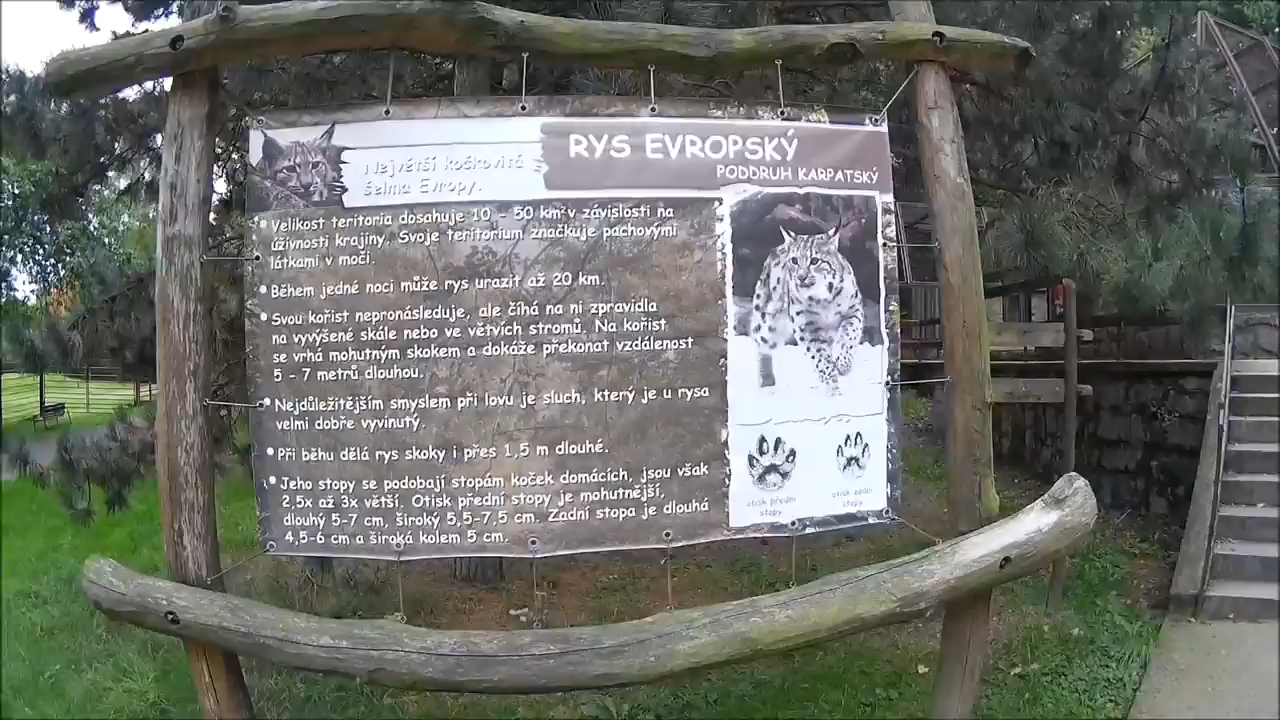 Největší kočkovitá
šelma Evropy.
RYS EVROPSKÝ
PODDRUH KARPATSKÝ
• Velikost teritoria dosahuje 10 - 50 km² v závislosti na
úživnosti krajiny. Svoje teritorium značkuje pachovými
látkami v moči.
• Během jedné noci může rys urazit až 20 km.
• Svou kořist nepronásleduje, ale číhá na ni zpravidla
na vyvýšené skále nebo ve větvích stromů. Na kořist
se vrhá mohutným skokem a dokáže překonat vzdálenost
5 - 7 metrů dlouhou.
• Nejdůležitějším smyslem při lovu je sluch, který je u rysa
velmi dobře vyvinutý.
• Při běhu dělá rys skoky i přes 1,5 m dlouhé.
• Jeho stopy se podobají stopám koček domácích, jsou však
2,5x až 3x větší. Otisk přední stopy je mohutnější,
dlouhý 5-7 cm, široký 5,5-7,5 cm. Zadní stopa je dlouhá
4,5-6 cm a široká kolem 5 cm.
otisk přední
stopy
otisk zadní
stopy